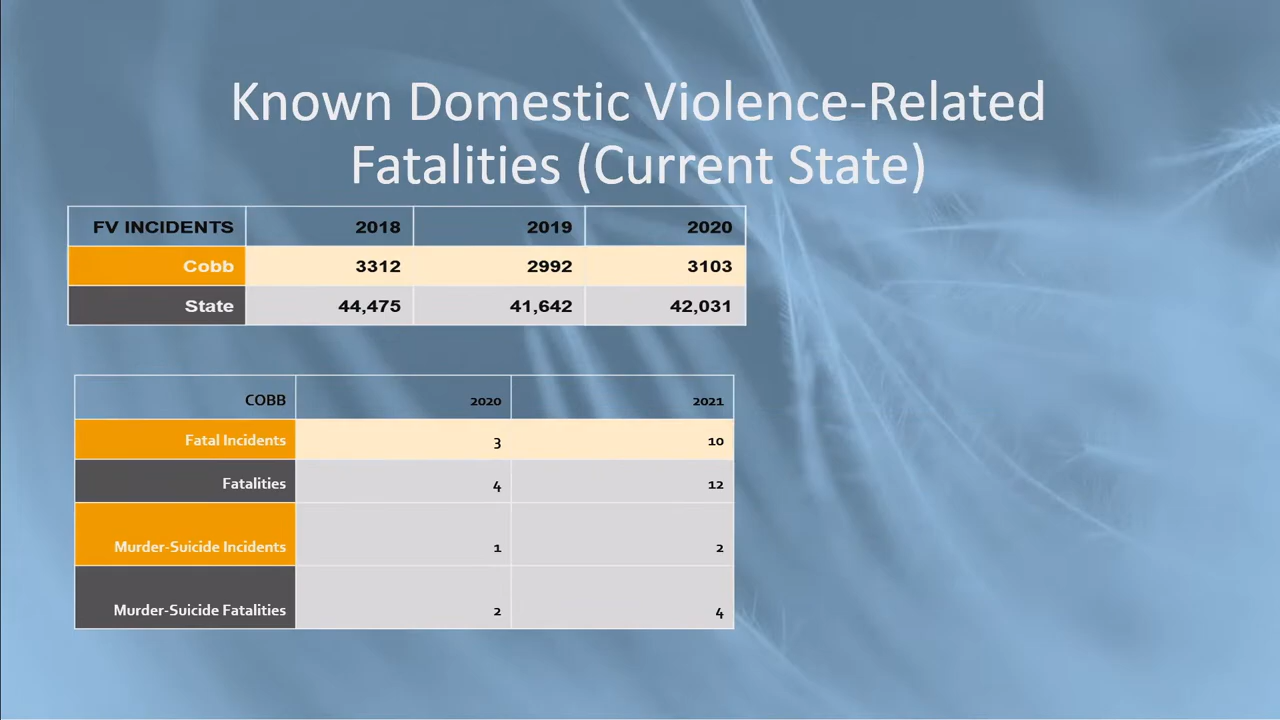 Known Domestic Violence-Related
Fatalities (Current State)
FV INCIDENTS 2018 2019 2020
Cobb 3312 2992 3103
State 44,475 41,642 42,031
COBB 2020 2021
Fatal Incidents 3 10
Fatalities 4 12
Murder-Suicide Incidents 1 2
Murder-Suicide Fatalities 2 4